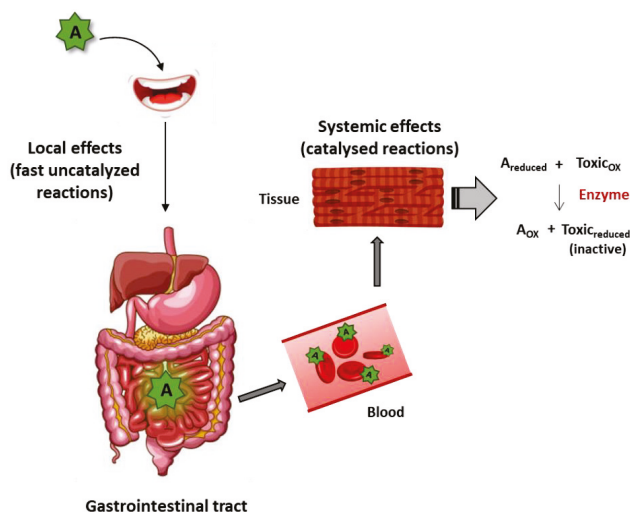 A
Local effects
(fast uncatalyzed
reactions)
Systemic effects
(catalysed reactions)
Tissue
A reduced + Toxic OX
Enzyme
A OX + Toxic reduced
(inactive)
A
A
A
A
A
Blood
Gastrointestinal tract